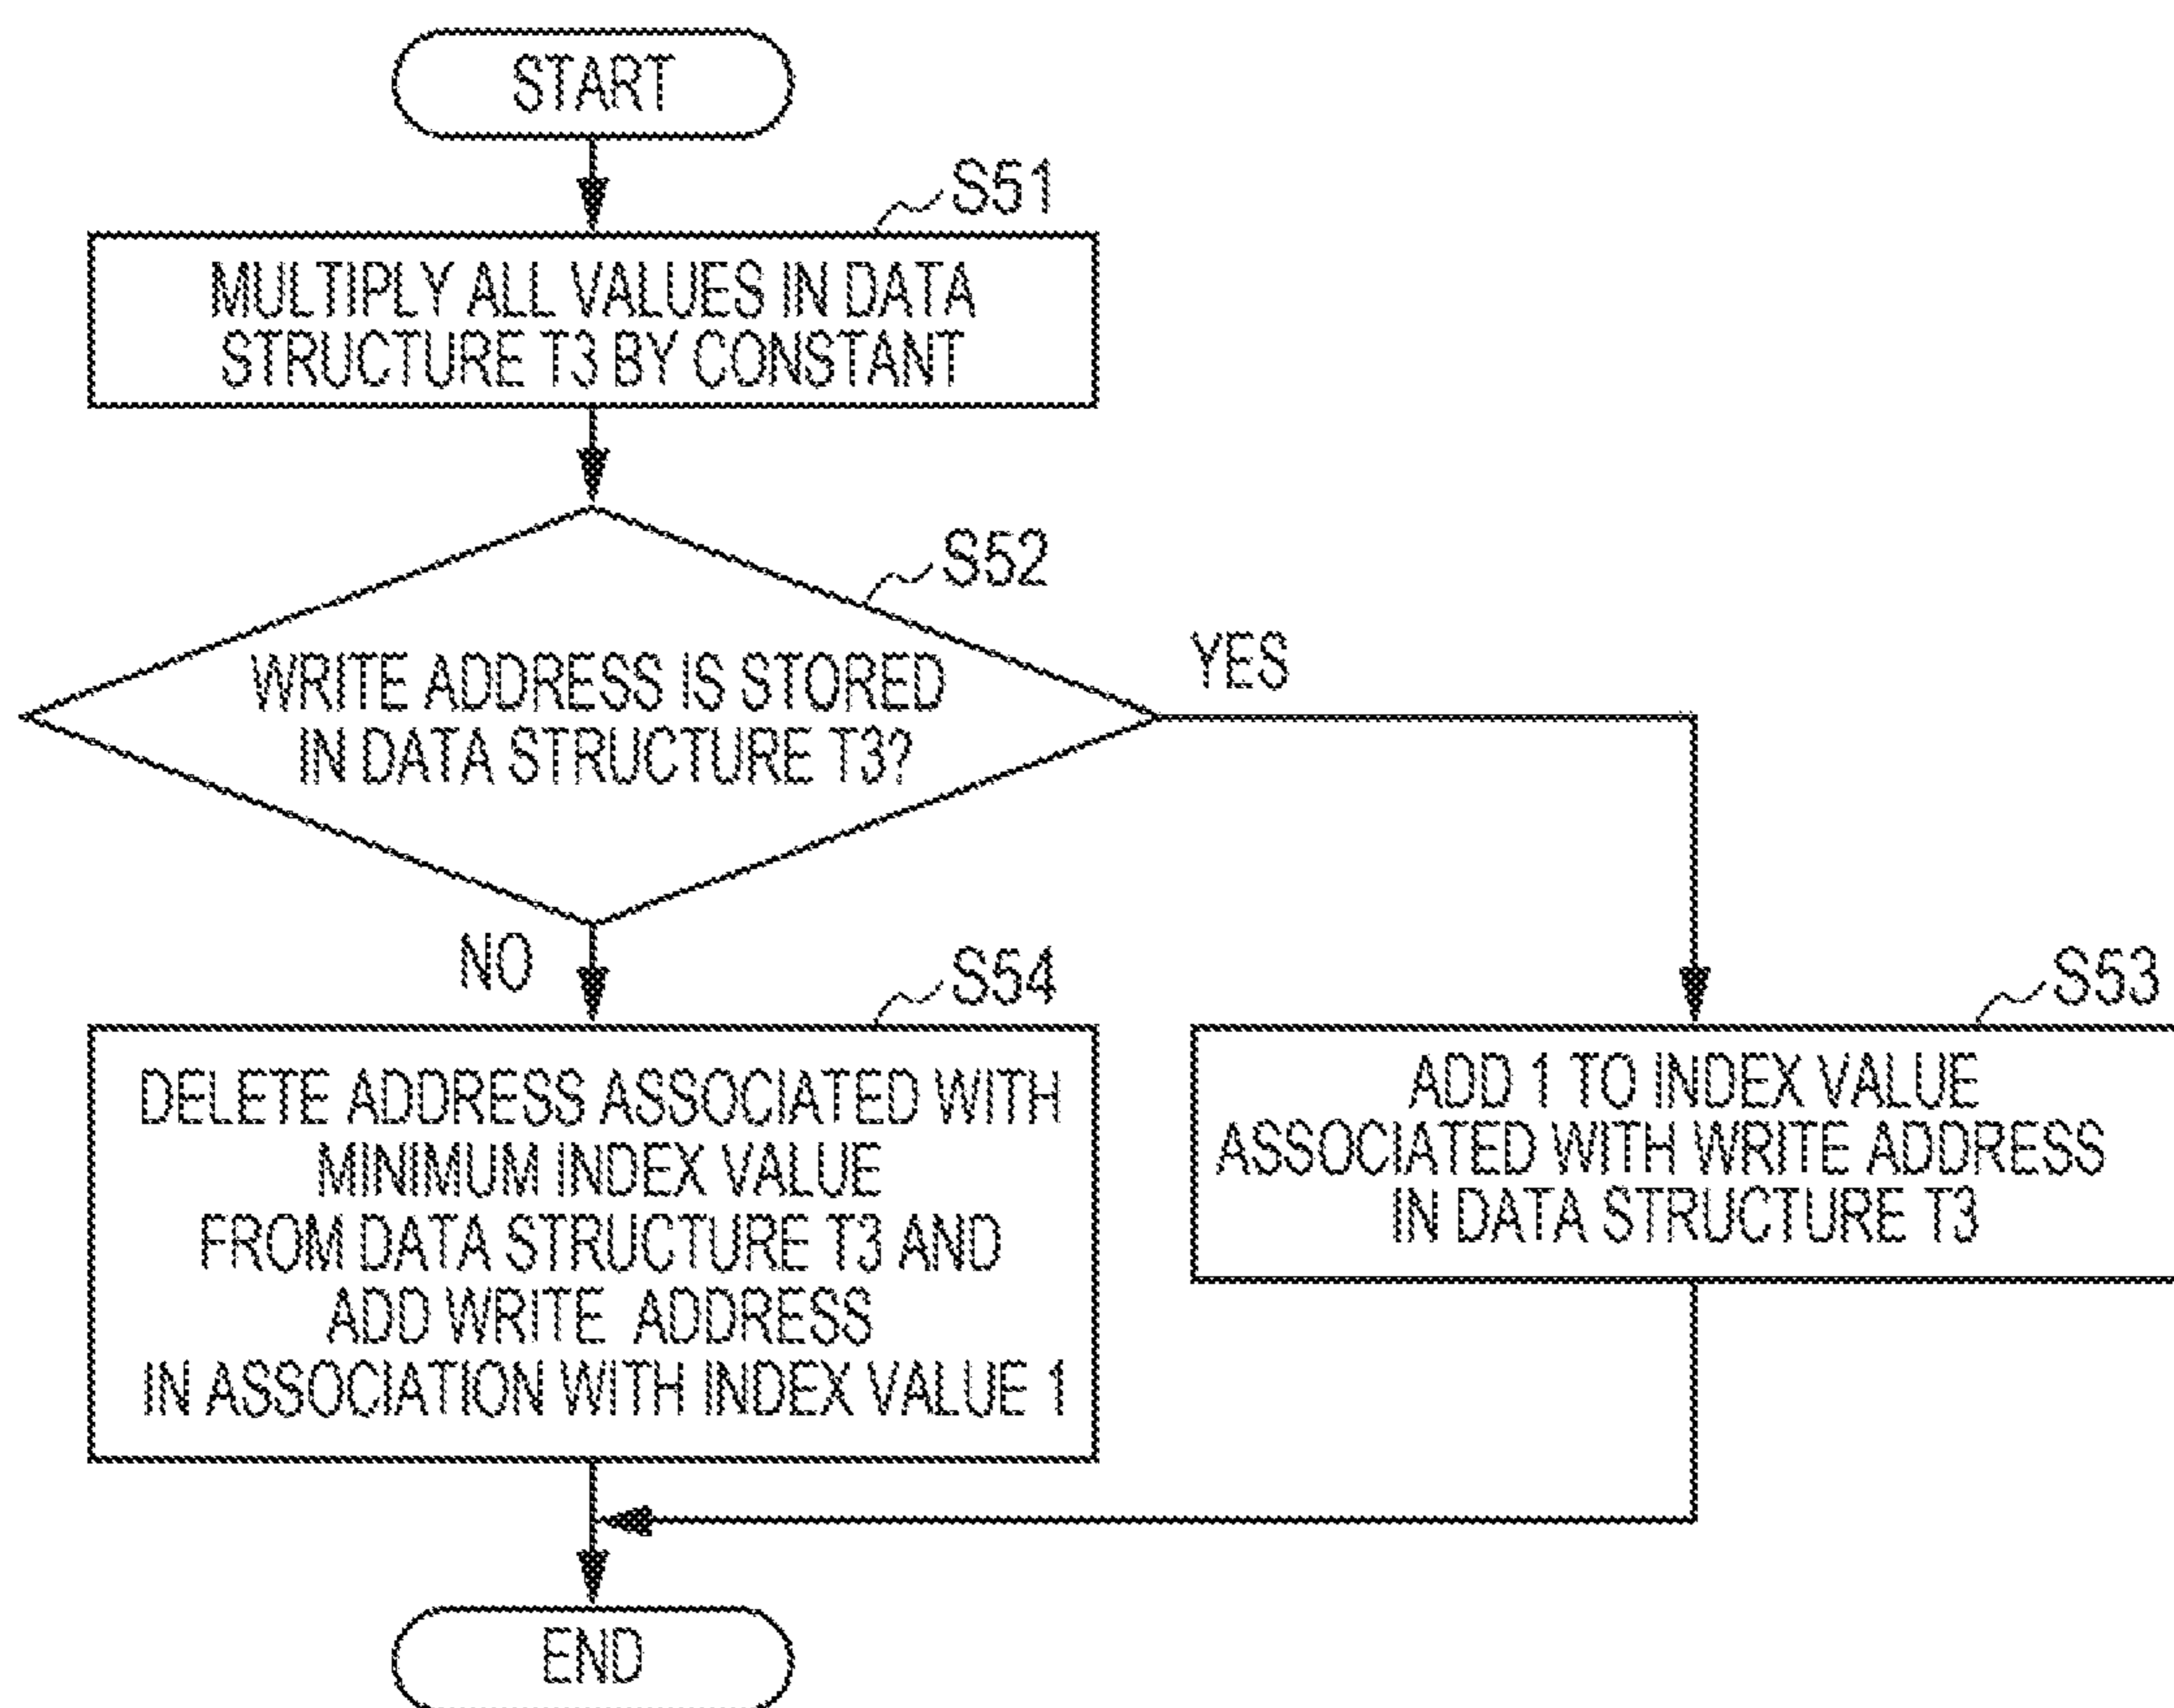 START
S51
MULTIPLY ALL VALUES IN DATA
STRUCTURE T3 BY CONSTANT
S52
WRITE ADDRESS IS STORED
IN DATA STRUCTURE T3?
YES
NO
S54
DELETE ADDRESS ASSOCIATED WITH
MINIMUM INDEX VALUE
FROM DATA STRUCTURE T3 AND
ADD WRITE ADDRESS
IN ASSOCIATION WITH INDEX VALUE 1
S53
ADD 1 TO INDEX VALUE
ASSOCIATED WITH WRITE ADDRESS
IN DATA STRUCTURE T3
END